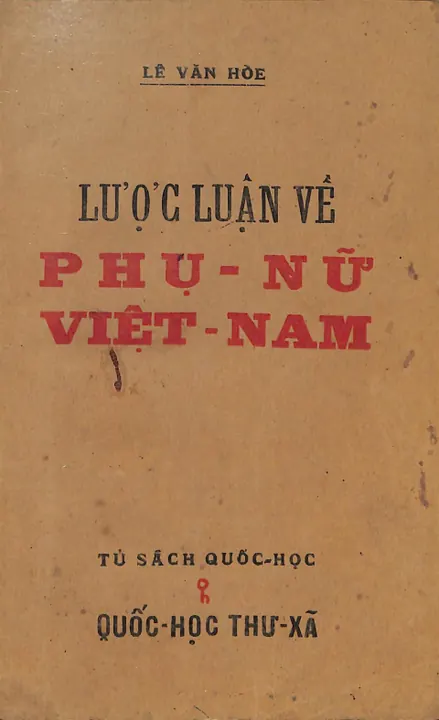 LÊ VĂN HÒE
LƯỢC LUẬN VỀ
PHỤ-NỮ
VIỆT-NAM
TỦ SÁCH QUỐC-HỌC
QUỐC-HỌC THƯ-XÃ